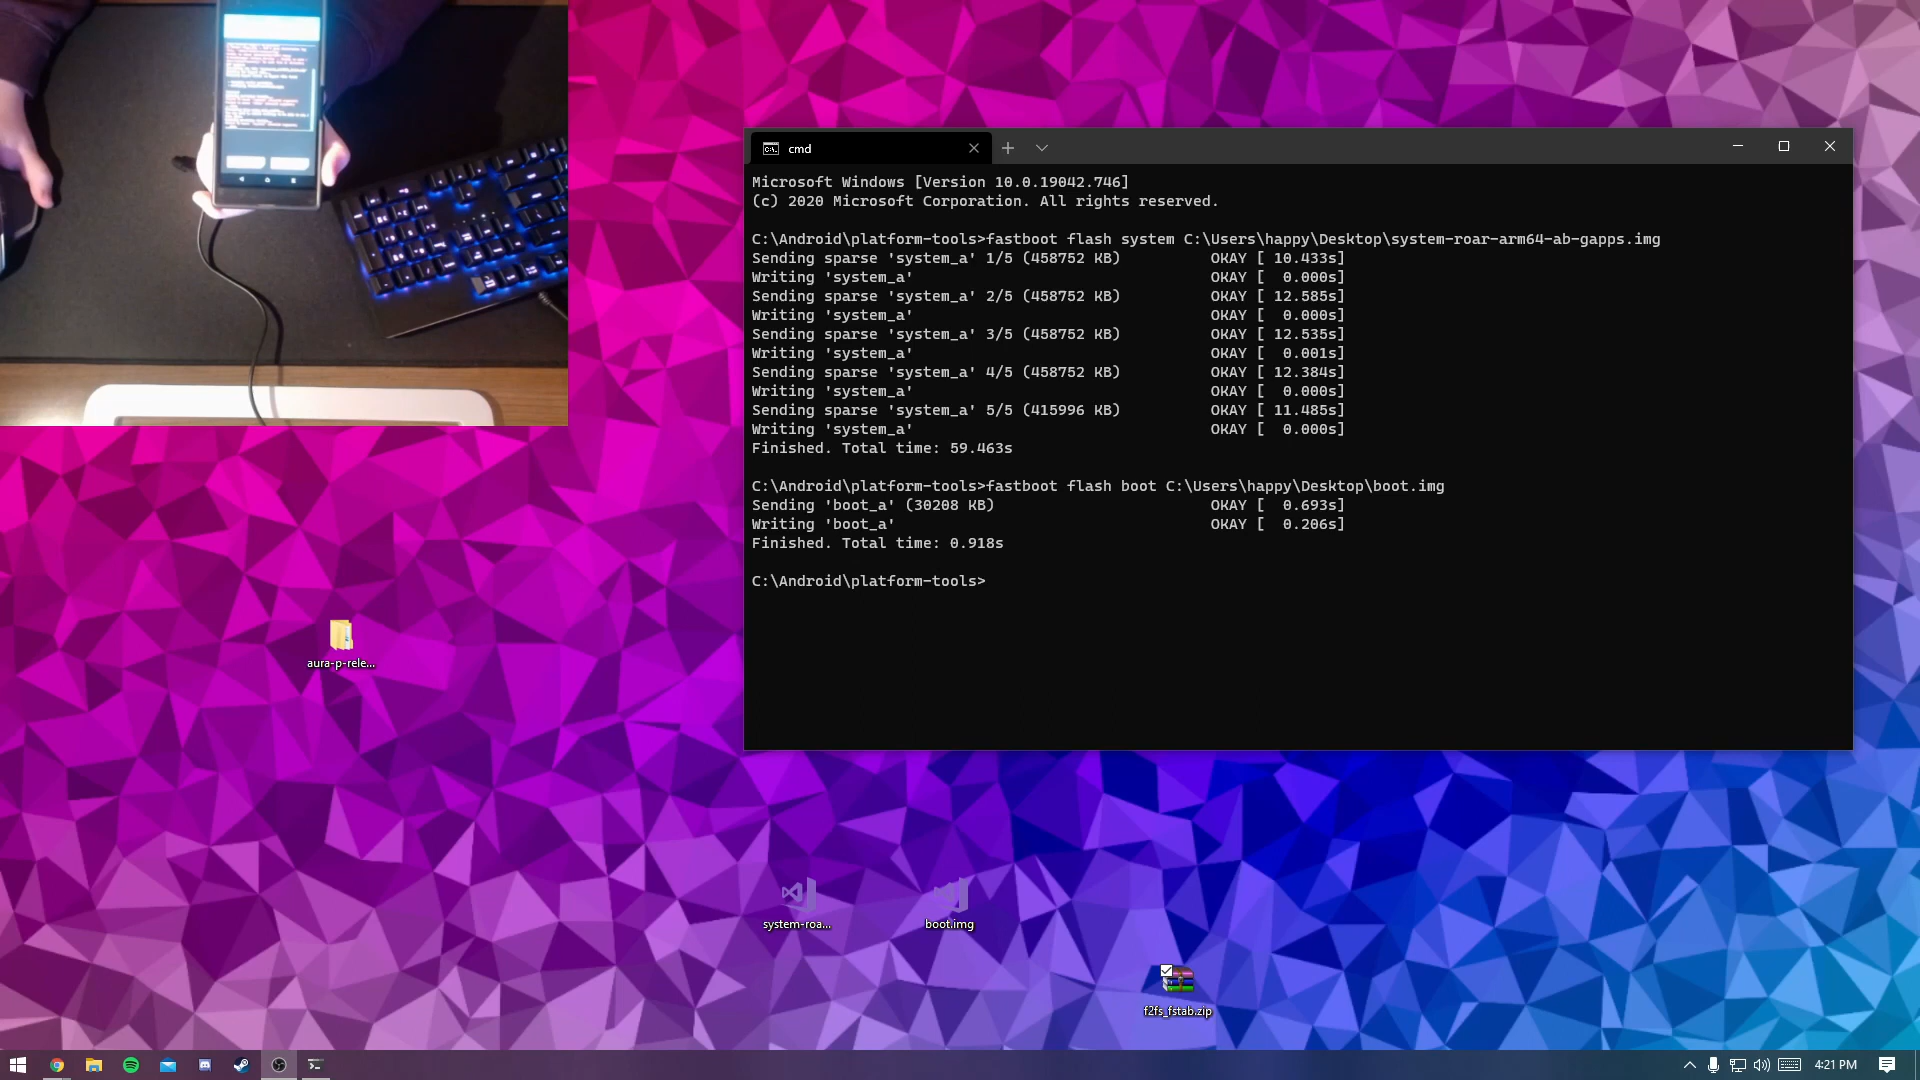 cmd
Microsoft Windows [Version 10.0.19042.746]
(c) 2020 Microsoft Corporation. All rights reserved.
C:\Android\platform-tools>fastboot flash system C:\Users\happy\Desktop\system-roar-arm64-ab-gapps.img
Sending sparse 'system_a' 1/5 (458752 KB) OKAY [ 10.433s]
Writing 'system_a' OKAY [ 0.000s]
Sending sparse 'system_a' 2/5 (458752 KB) OKAY [ 12.585s]
Writing 'system_a' OKAY [ 0.000s]
Sending sparse 'system_a' 3/5 (458752 KB) OKAY [ 12.535s]
Writing 'system_a' OKAY [ 0.001s]
Sending sparse 'system_a' 4/5 (458752 KB) OKAY [ 12.384s]
Writing 'system_a' OKAY [ 0.000s]
Sending sparse 'system_a' 5/5 (415996 KB) OKAY [ 11.485s]
Writing 'system_a' OKAY [ 0.000s]
Finished. Total time: 59.463s
C:\Android\platform-tools>fastboot flash boot C:\Users\happy\Desktop\boot.img
Sending 'boot_a' (30208 KB) OKAY [ 0.693s]
Writing 'boot_a' OKAY [ 0.206s]
Finished. Total time: 0.918s
C:\Android\platform-tools>
aura-p-rele...
system-roa...
boot.img
f2fs_fstab.zip
4:21 PM